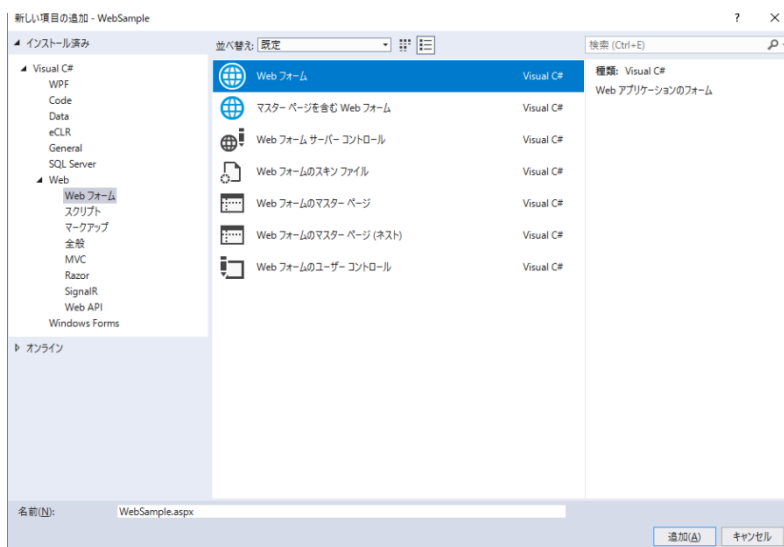 新しい項目の追加 - WebSample
? ×
インストール済み
並べ替え: 既定
検索 (Ctrl+E)
Visual C#
WPF
Code
Data
eCLR
General
SQL Server
Web
Web フォーム
スクリプト
マークアップ
全般
MVC
Razor
SignalR
Web API
Windows Forms
オンライン
Web フォーム Visual C#
マスター ページを含む Web フォーム Visual C#
Web フォーム サーバー コントロール Visual C#
Web フォームのスキン ファイル Visual C#
Web フォームのマスター ページ Visual C#
Web フォームのマスター ページ (ネスト) Visual C#
Web フォームのユーザー コントロール Visual C#
種類: Visual C#
Web アプリケーションのフォーム
名前(N): WebSample.aspx
追加(A) キャンセル